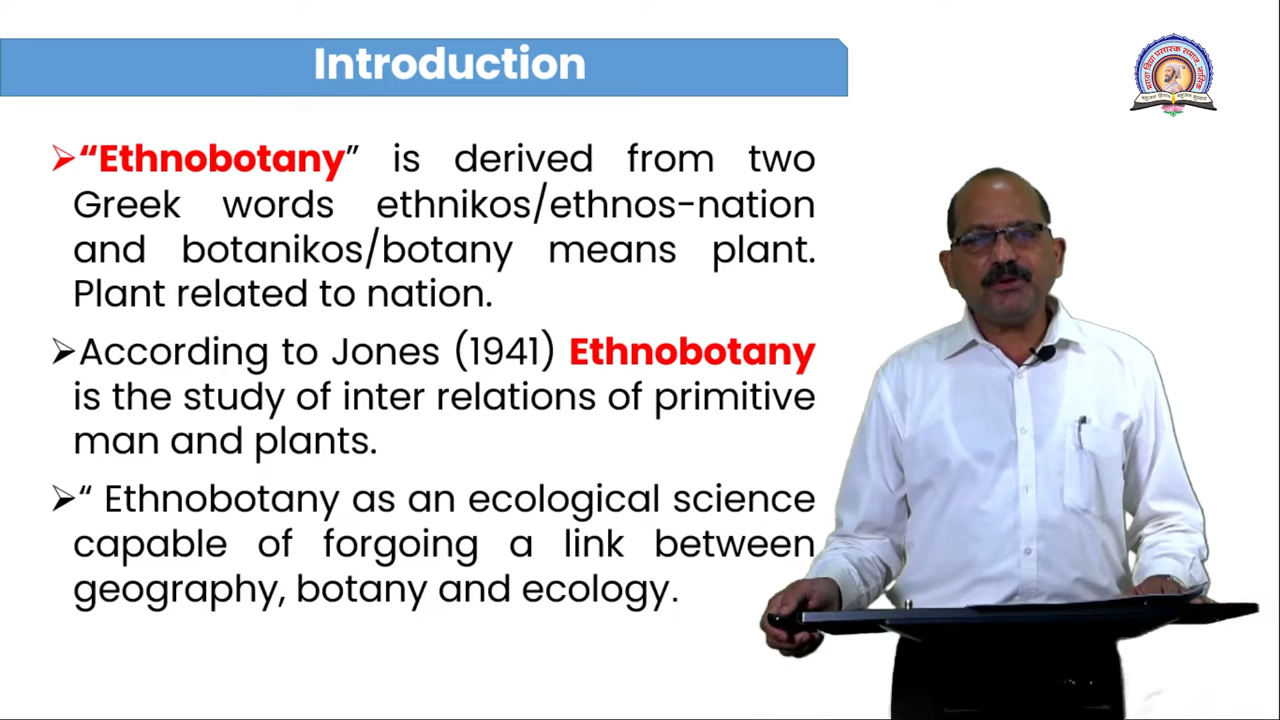 Introduction
“Ethnobotany” is derived from two
Greek words ethnikos/ethnos-nation
and botanikos/botany means plant.
Plant related to nation.
According to Jones (1941) Ethnobotany
is the study of inter relations of primitive
man and plants.
“ Ethnobotany as an ecological science
capable of forgoing a link between
geography, botany and ecology.